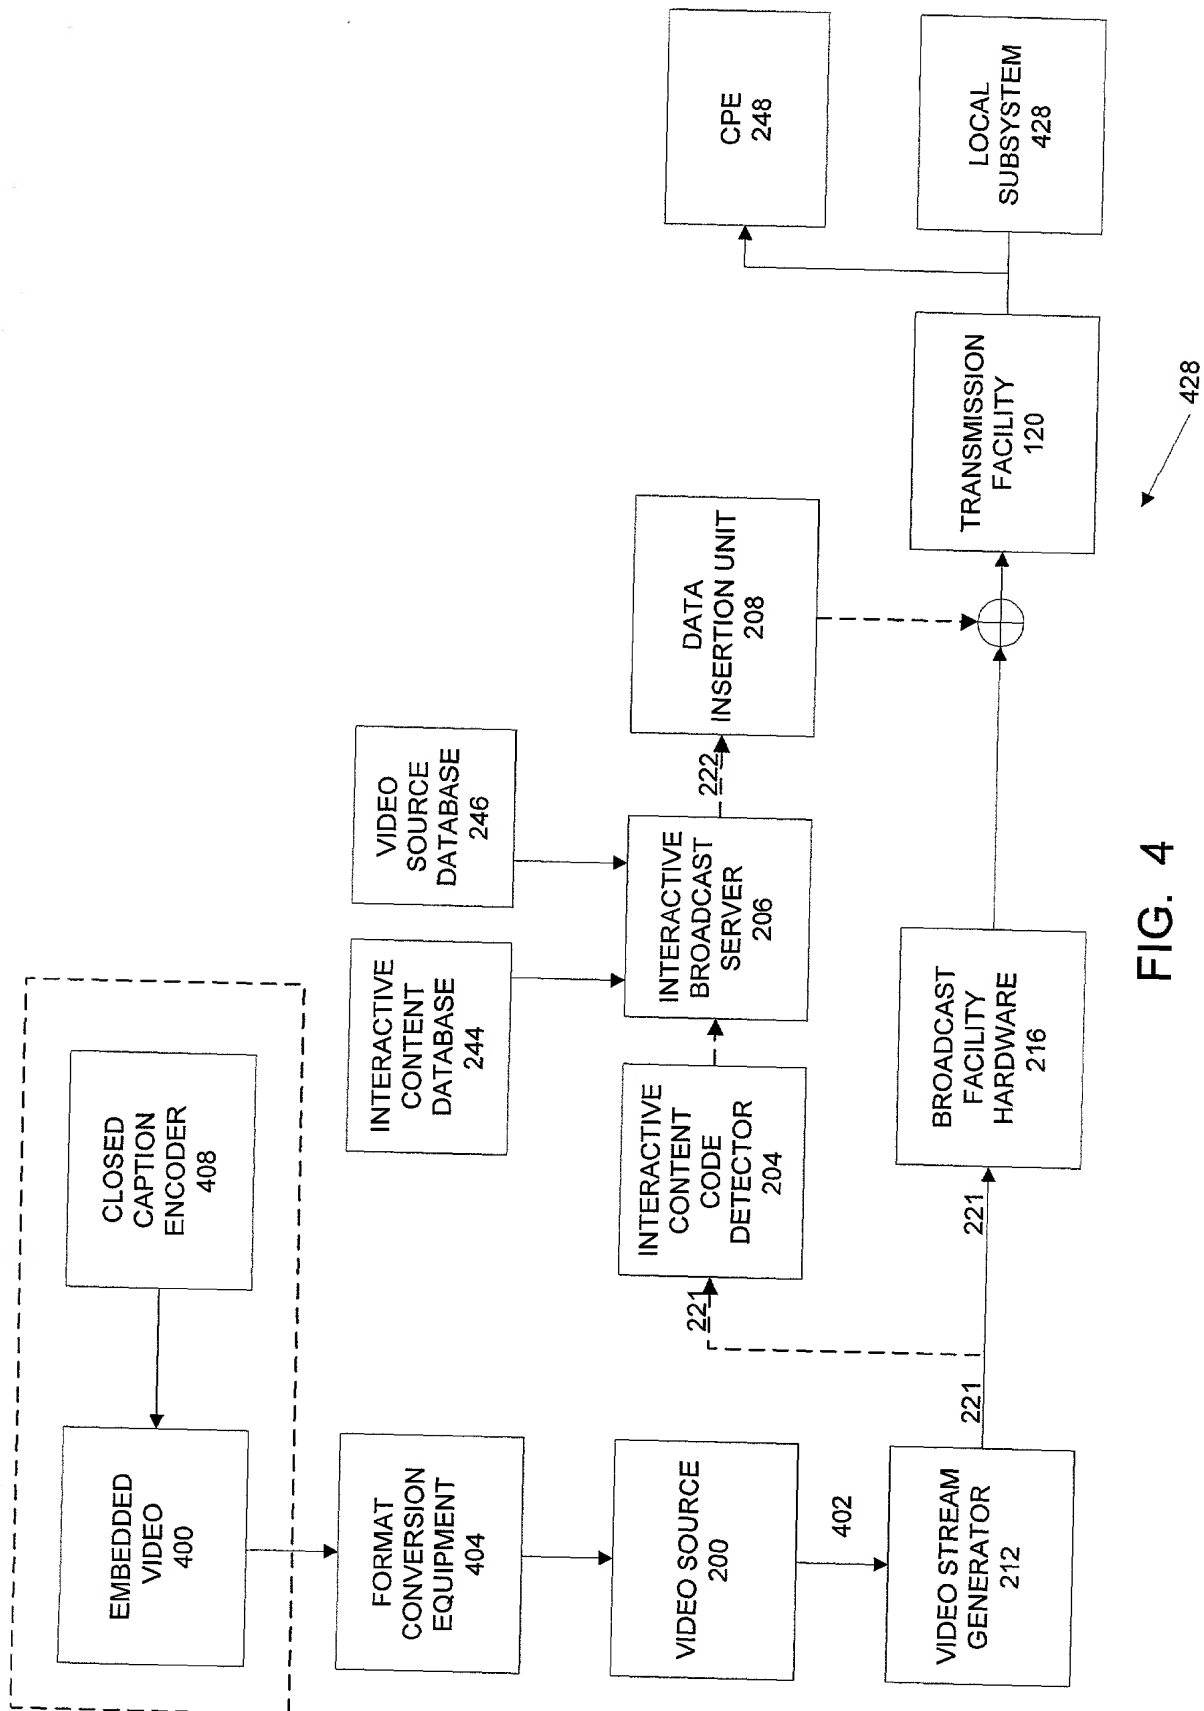 EMBEDDED
VIDEO
400
CLOSED
CAPTION
ENCODER
408
FORMAT
CONVERSION
EQUIPMENT
404
INTERACTIVE
CONTENT
DATABASE
244
VIDEO
SOURCE
DATABASE
246
VIDEO SOURCE
200
402
221
INTERACTIVE
CONTENT
CODE
DETECTOR
204
INTERACTIVE
BROADCAST
SERVER
206
222
DATA
INSERTION UNIT
208
CPE
248
VIDEO STREAM
GENERATOR
212
221
221
BROADCAST
FACILITY
HARDWARE
216
TRANSMISSION
FACILITY
120
LOCAL
SUBSYSTEM
428
428
FIG. 4